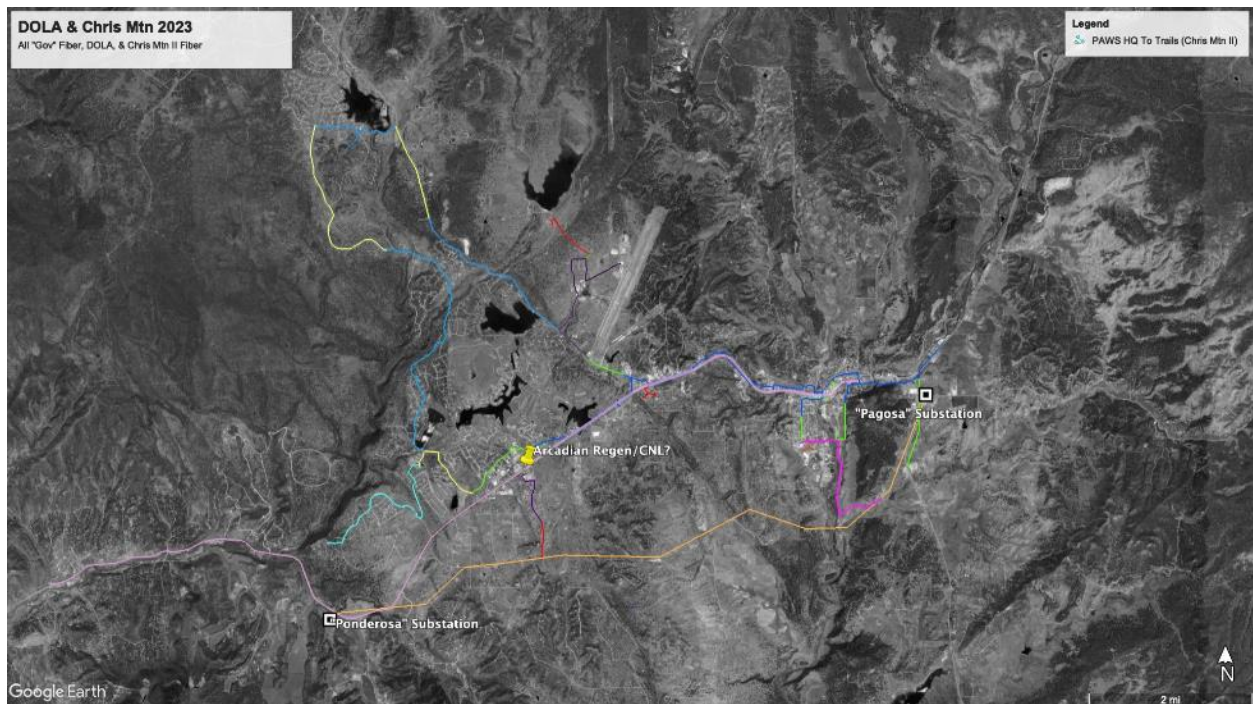 DOLA & Chris Mtn 2023
All "Gov" Fiber, DOLA, & Chris Mtn II Fiber
Legend
PAWS HQ To Trails (Chris Mtn II)
"Pagosa" Substation
Arcadian Regen/CNL?
"Ponderosa" Substation
N
Google Earth
2 mi